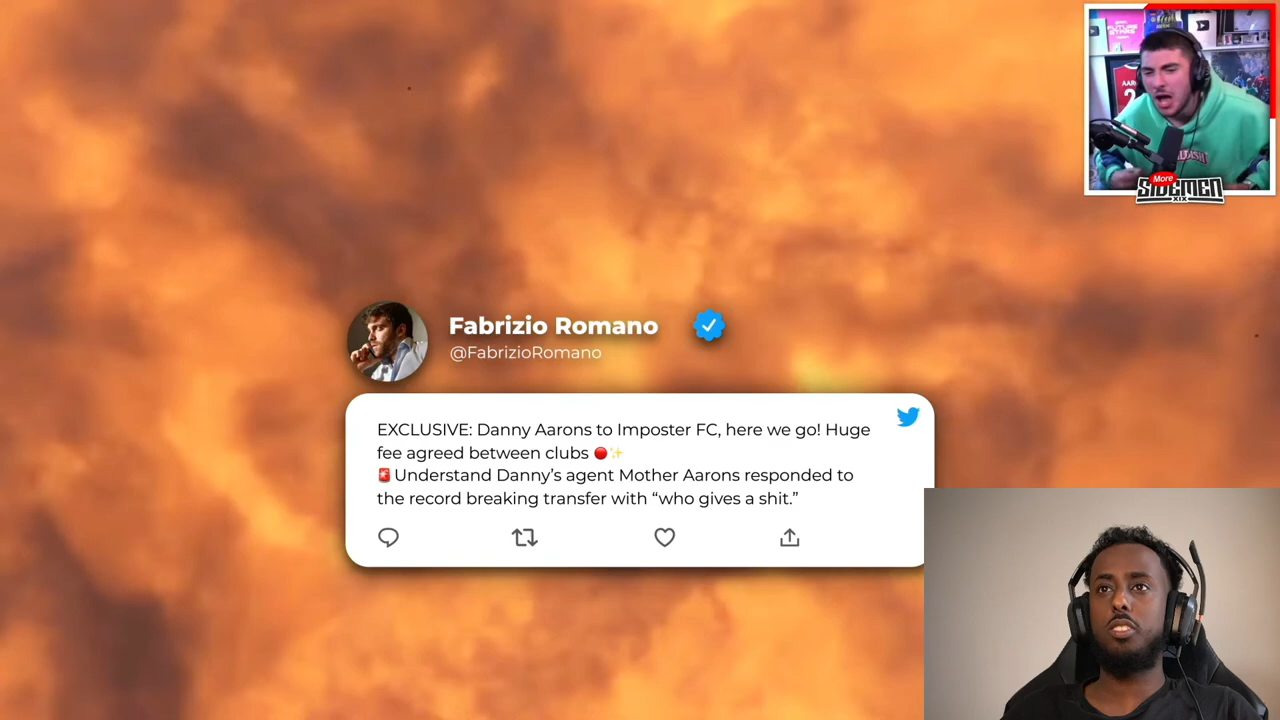 More
SIDEMEN
XIX
Fabrizio Romano
@FabrizioRomano
EXCLUSIVE: Danny Aarons to Imposter FC, here we go! Huge
fee agreed between clubs 🔴✨
🚨Understand Danny’s agent Mother Aarons responded to
the record breaking transfer with “who gives a shit.”